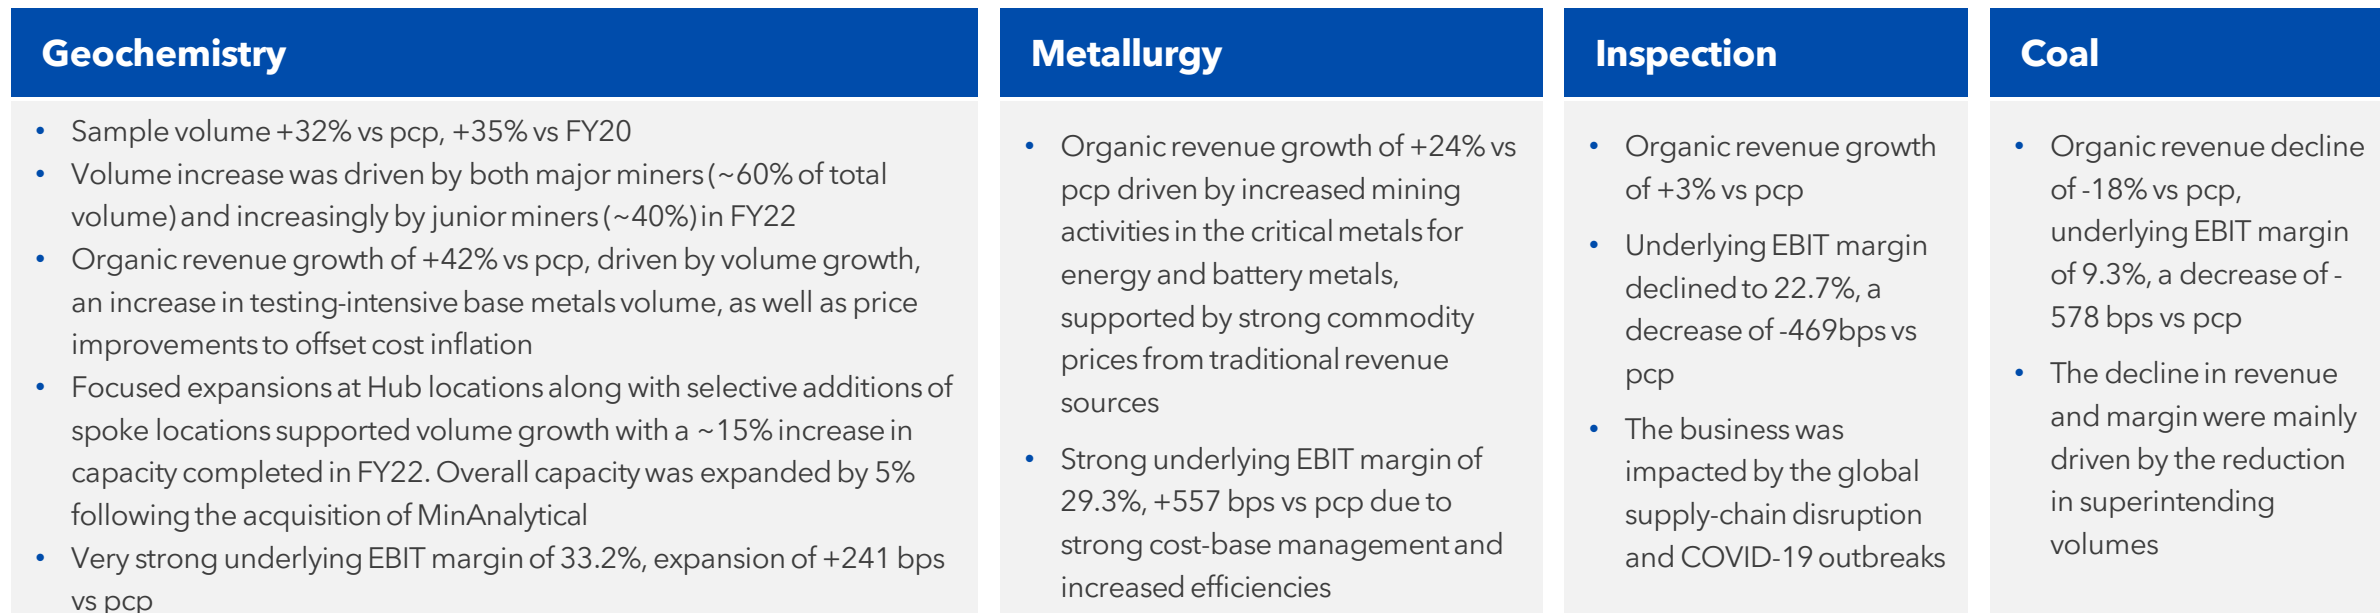 Geochemistry
• Sample volume +32% vs pcp, +35% vs FY20
• Volume increase was driven by both major miners (~60% of total
volume) and increasingly by junior miners (~40%) in FY22
• Organic revenue growth of +42% vs pcp, driven by volume growth,
an increase in testing-intensive base metals volume, as well as price
improvements to offset cost inflation
• Focused expansions at Hub locations along with selective additions of
spoke locations supported volume growth with a ~15% increase in
capacity completed in FY22. Overall capacity was expanded by 5%
following the acquisition of MinAnalytical
• Very strong underlying EBIT margin of 33.2%, expansion of +241 bps
vs pcp
Metallurgy
• Organic revenue growth of +24% vs
pcp driven by increased mining
activities in the critical metals for
energy and battery metals,
supported by strong commodity
prices from traditional revenue
sources
• Strong underlying EBIT margin of
29.3%, +557 bps vs pcp due to
strong cost-base management and
increased efficiencies
Inspection
• Organic revenue growth
of +3% vs pcp
• Underlying EBIT margin
declined to 22.7%, a
decrease of -469bps vs
pcp
• The business was
impacted by the global
supply-chain disruption
and COVID-19 outbreaks
Coal
• Organic revenue decline
of -18% vs pcp,
underlying EBIT margin
of 9.3%, a decrease of -
578 bps vs pcp
• The decline in revenue
and margin were mainly
driven by the reduction
in superintending
volumes